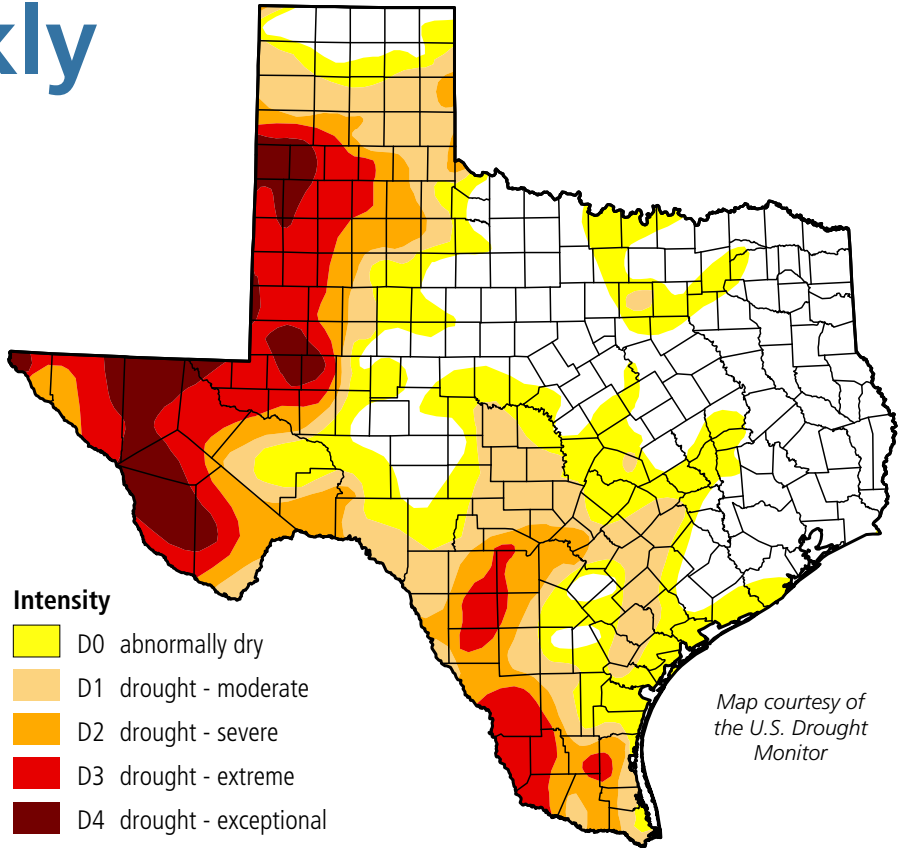 kly
Intensity
D0 abnormally dry
D1 drought - moderate
D2 drought - severe
D3 drought - extreme
D4 drought - exceptional
Map courtesy of
the U.S. Drought
Monitor